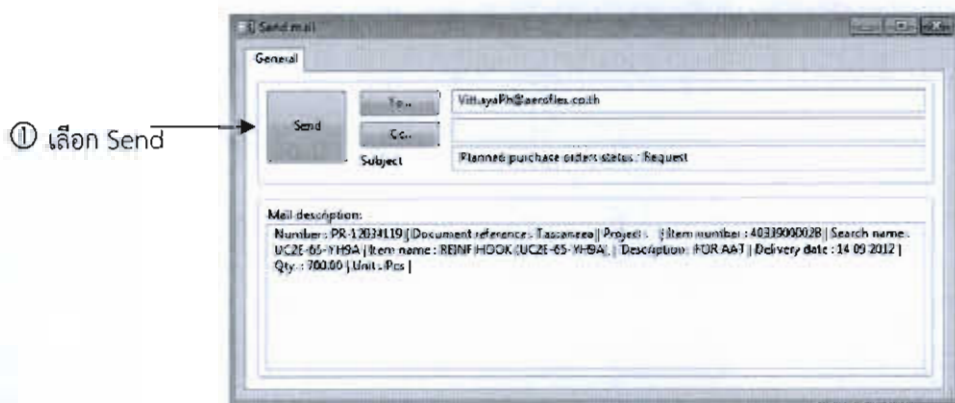 Send mail
General
① เลือก Send
Send
To..
VittayaPh@aeroflex.co.th
Cc..
Subject
Planned purchase orders status : Request
Mail description:
Number : PR-12034119 | Document reference : | Project : | Item number : 4033900002B | Search name :
UC2E-65-YH9A | Item name : REINF HOOK (UC2E-65-YH9A) | Description : FOR AAT | Delivery date : 14 09 2012 |
Qty. : 700.00 | Unit : Pcs |